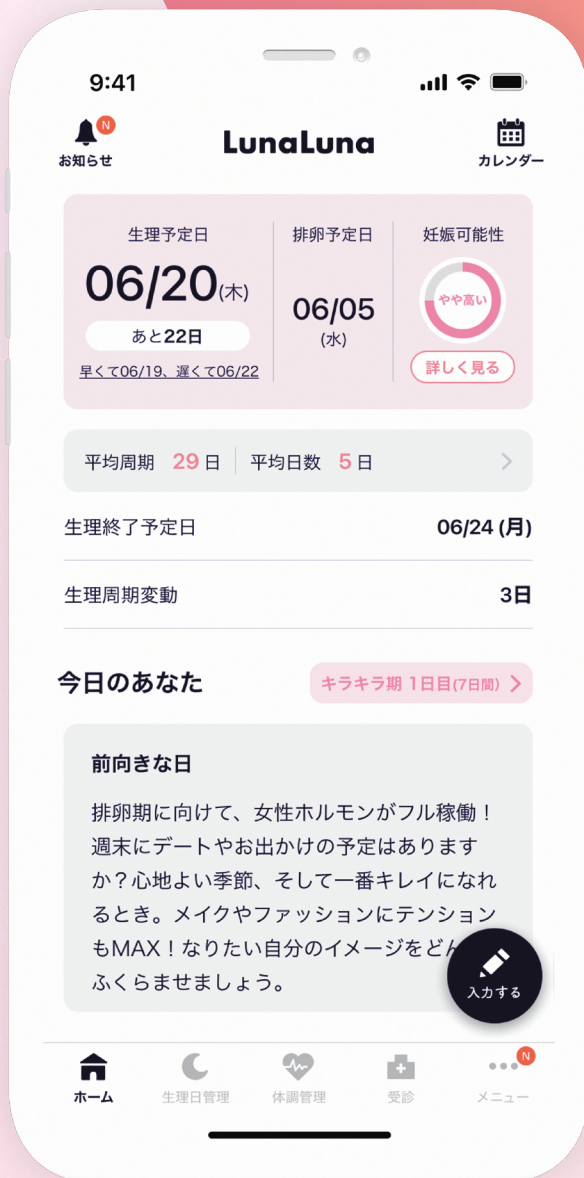 9:41
N
お知らせ
LunaLuna
カレンダー
生理予定日
06/20(木)
あと22日
早くて06/19、遅くて06/22
排卵予定日
06/05
(水)
妊娠可能性
やや高い
詳しく見る
平均周期 29日 平均日数 5日
生理終了予定日 06/24 (月)
生理周期変動 3日
今日のあなた
キラキラ期 1日目(7日間)
前向きな日
排卵期に向けて、女性ホルモンがフル稼働！
週末にデートやお出かけの予定はあります
か？心地よい季節、そして一番キレイになれ
るとき。メイクやファッションにテンション
もMAX！なりたい自分のイメージをどん
ふくらませましょう。
入力する
ホーム
生理日管理
体調管理
受診
N
メニュー